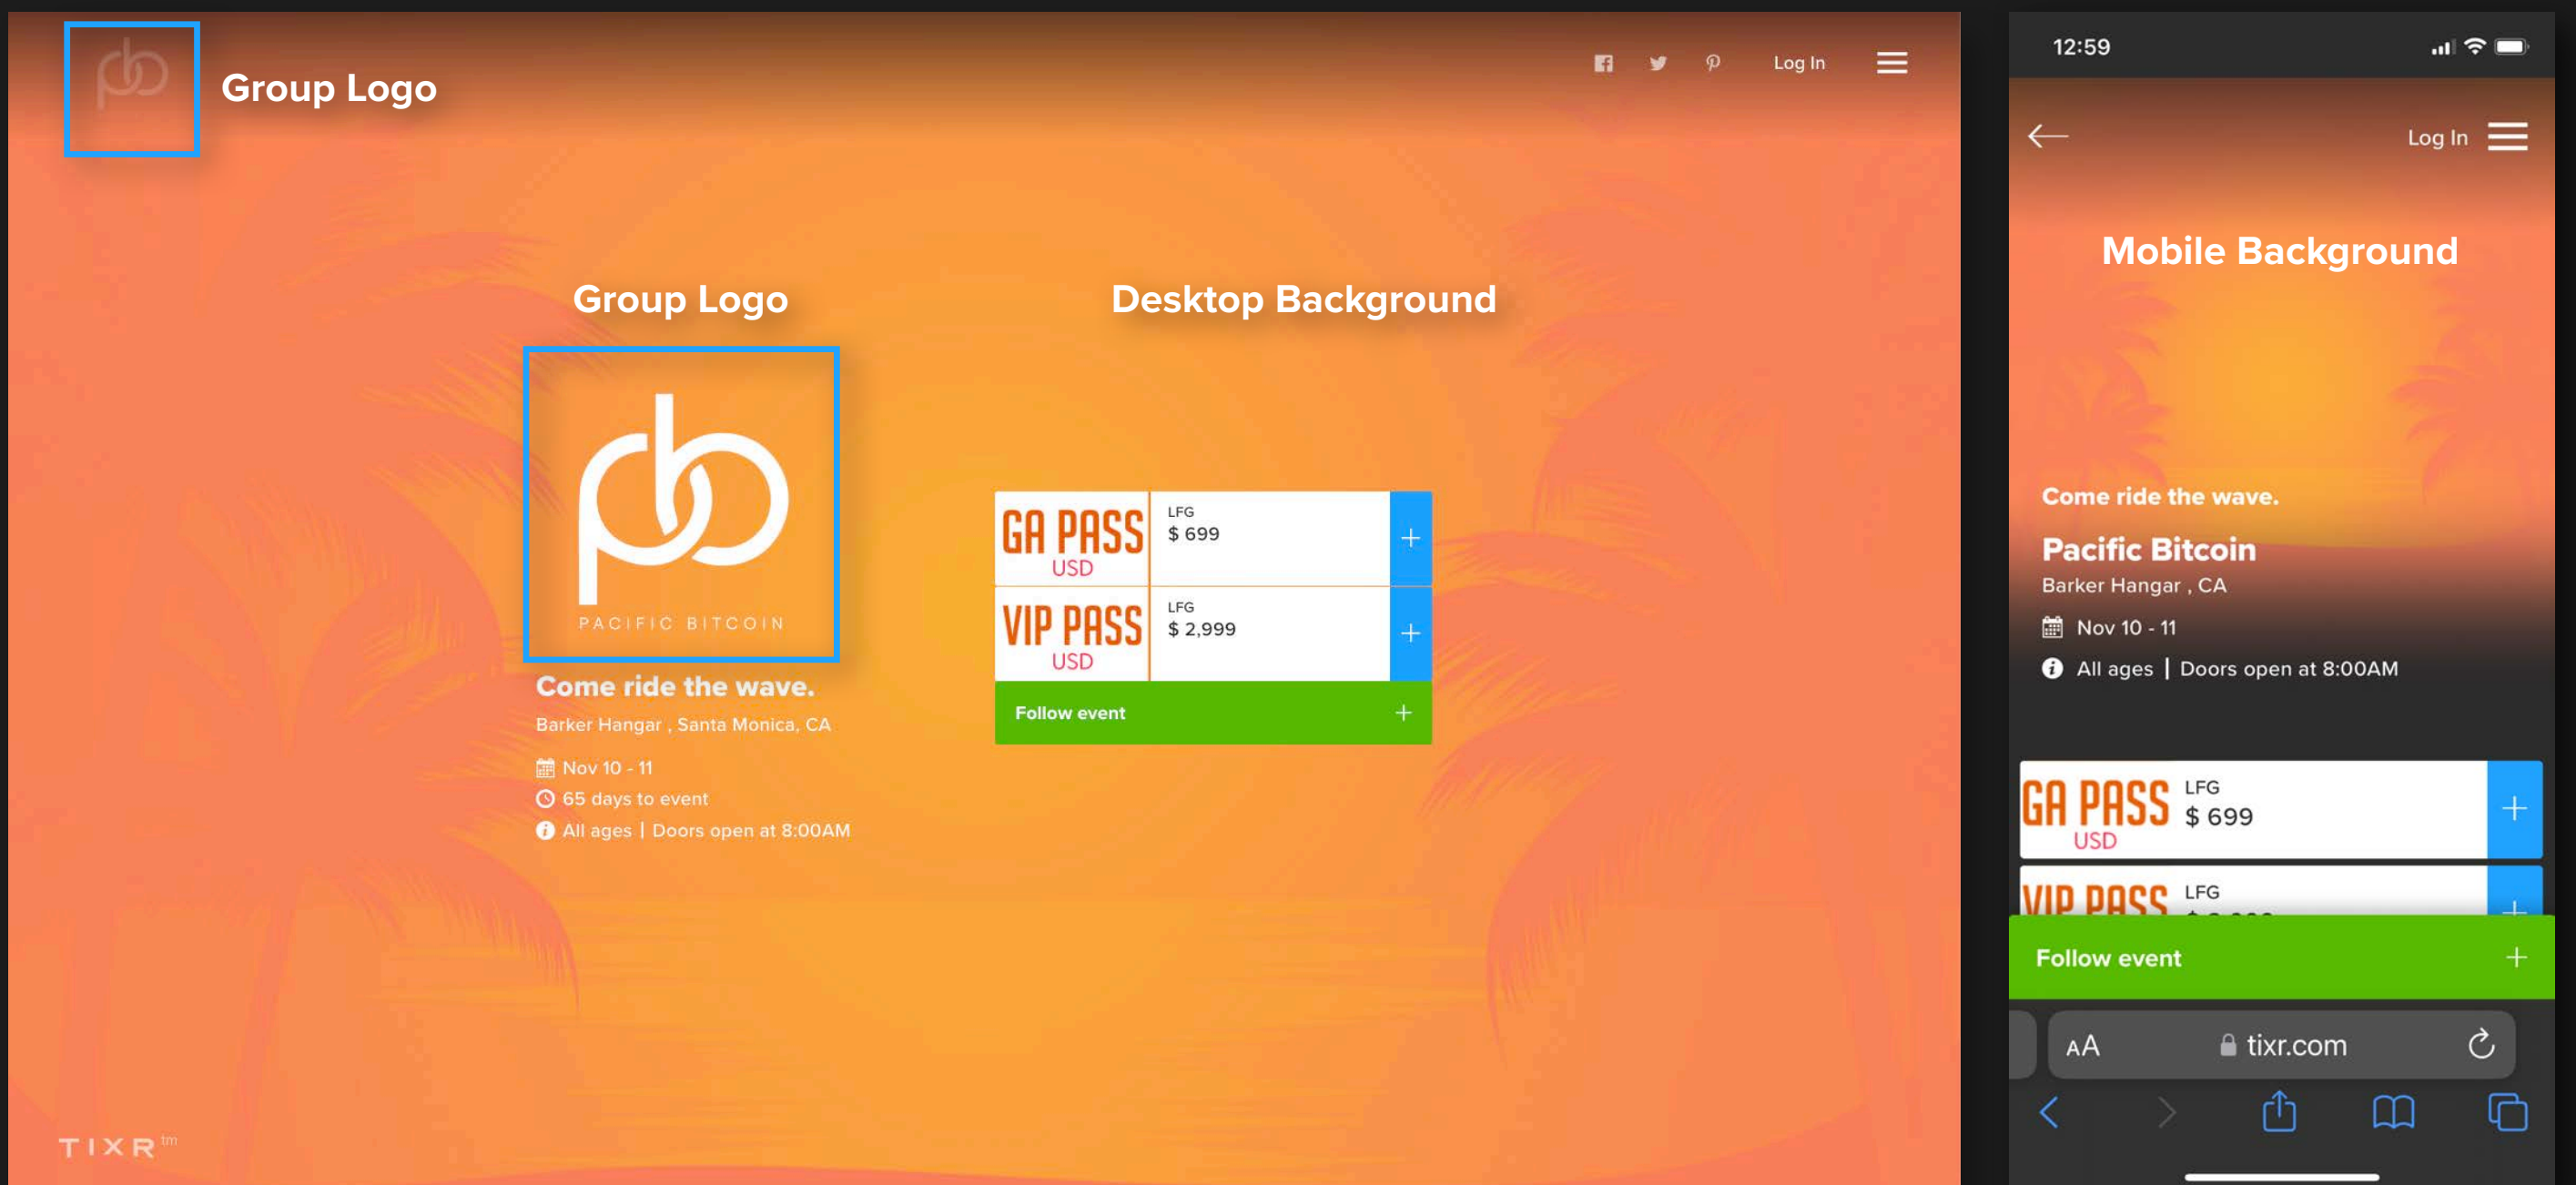 Group Logo
Log In
Group Logo
Desktop Background
pb
PACIFIC BITCOIN
Come ride the wave.
Barker Hangar , Santa Monica, CA
Nov 10 - 11
65 days to event
All ages | Doors open at 8:00AM
GA PASS
USD
LFG
$ 699
+
VIP PASS
USD
LFG
$ 2,999
+
Follow event
+
TIXR tm
12:59
Log In
Mobile Background
Come ride the wave.
Pacific Bitcoin
Barker Hangar , CA
Nov 10 - 11
All ages | Doors open at 8:00AM
GA PASS
USD
LFG
$ 699
+
VIP PASS
LFG
+
Follow event
+
AA
tixr.com